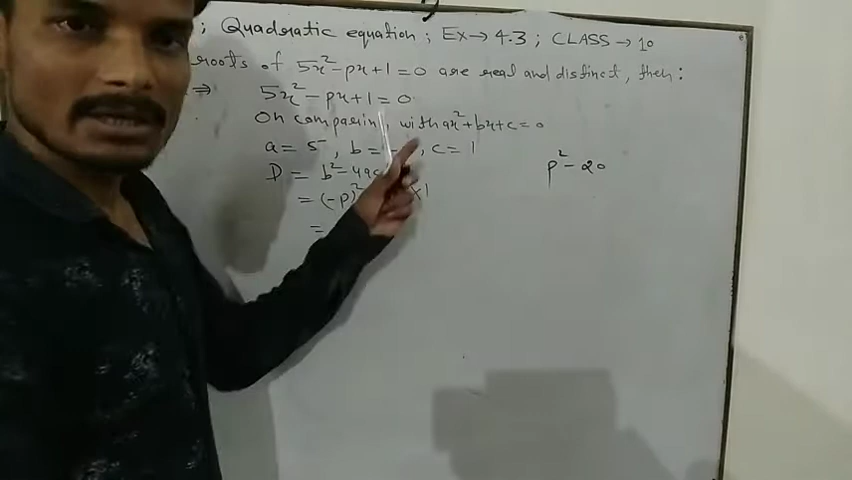 ; Quadratic equation ; Ex → 4.3 ; CLASS → 10
roots of 5x² - px + 1 = 0 are real and distinct, then :
⇒ 5x² - px + 1 = 0
On comparing with ax² + bx + c = 0
a = 5 , b = - , c = 1
D = b² - 4ac
= (-p)² x 1
=
p² - 20